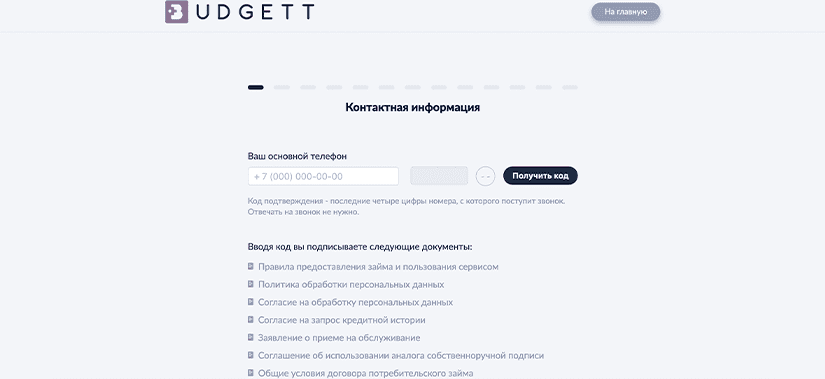 BUDGETT
На главную
Контактная информация
Ваш основной телефон
+ 7 (000) 000-00-00
- -
Получить код
Код подтверждения - последние четыре цифры номера, с которого поступит звонок.
Отвечать на звонок не нужно.
Вводя код вы подписываете следующие документы:
Правила предоставления займа и пользования сервисом
Политика обработки персональных данных
Согласие на обработку персональных данных
Согласие на запрос кредитной истории
Заявление о приеме на обслуживание
Соглашение об использовании аналога собственноручной подписи
Общие условия договора потребительского займа